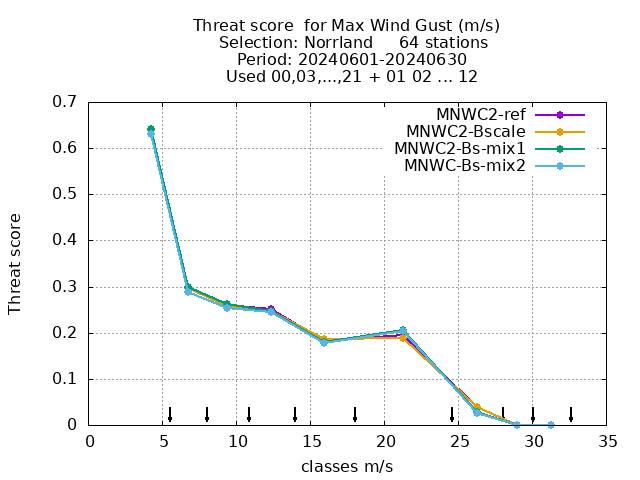 Threat score  for Max Wind Gust (m/s)
Selection: Norrland     64 stations
Period: 20240601-20240630
Used 00,03,...,21 + 01 02 ... 12
MNWC2-ref
MNWC2-Bscale
MNWC2-Bs-mix1
MNWC-Bs-mix2
Threat score
0.7
0.6
0.5
0.4
0.3
0.2
0.1
0
0 5 10 15 20 25 30 35
classes m/s